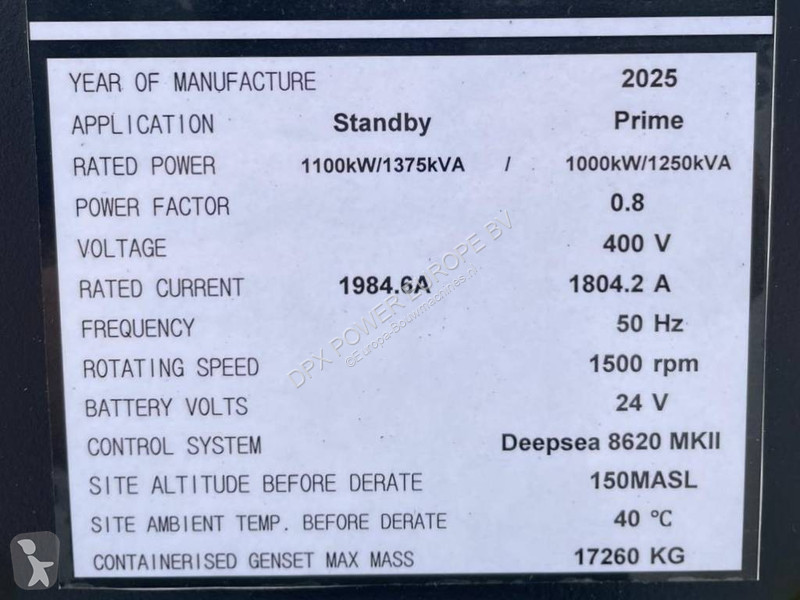 YEAR OF MANUFACTURE 2025
APPLICATION Standby Prime
RATED POWER 1100kW/1375kVA / 1000kW/1250kVA
POWER FACTOR 0.8
VOLTAGE 400 V
RATED CURRENT 1984.6A 1804.2 A
FREQUENCY 50 Hz
ROTATING SPEED 1500 rpm
BATTERY VOLTS 24 V
CONTROL SYSTEM Deepsea 8620 MKII
SITE ALTITUDE BEFORE DERATE 150MASL
SITE AMBIENT TEMP. BEFORE DERATE 40 ℃
CONTAINERISED GENSET MAX MASS 17260 KG
DPX POWER EUROPE BV
©Europa-Bouwmachines.nl